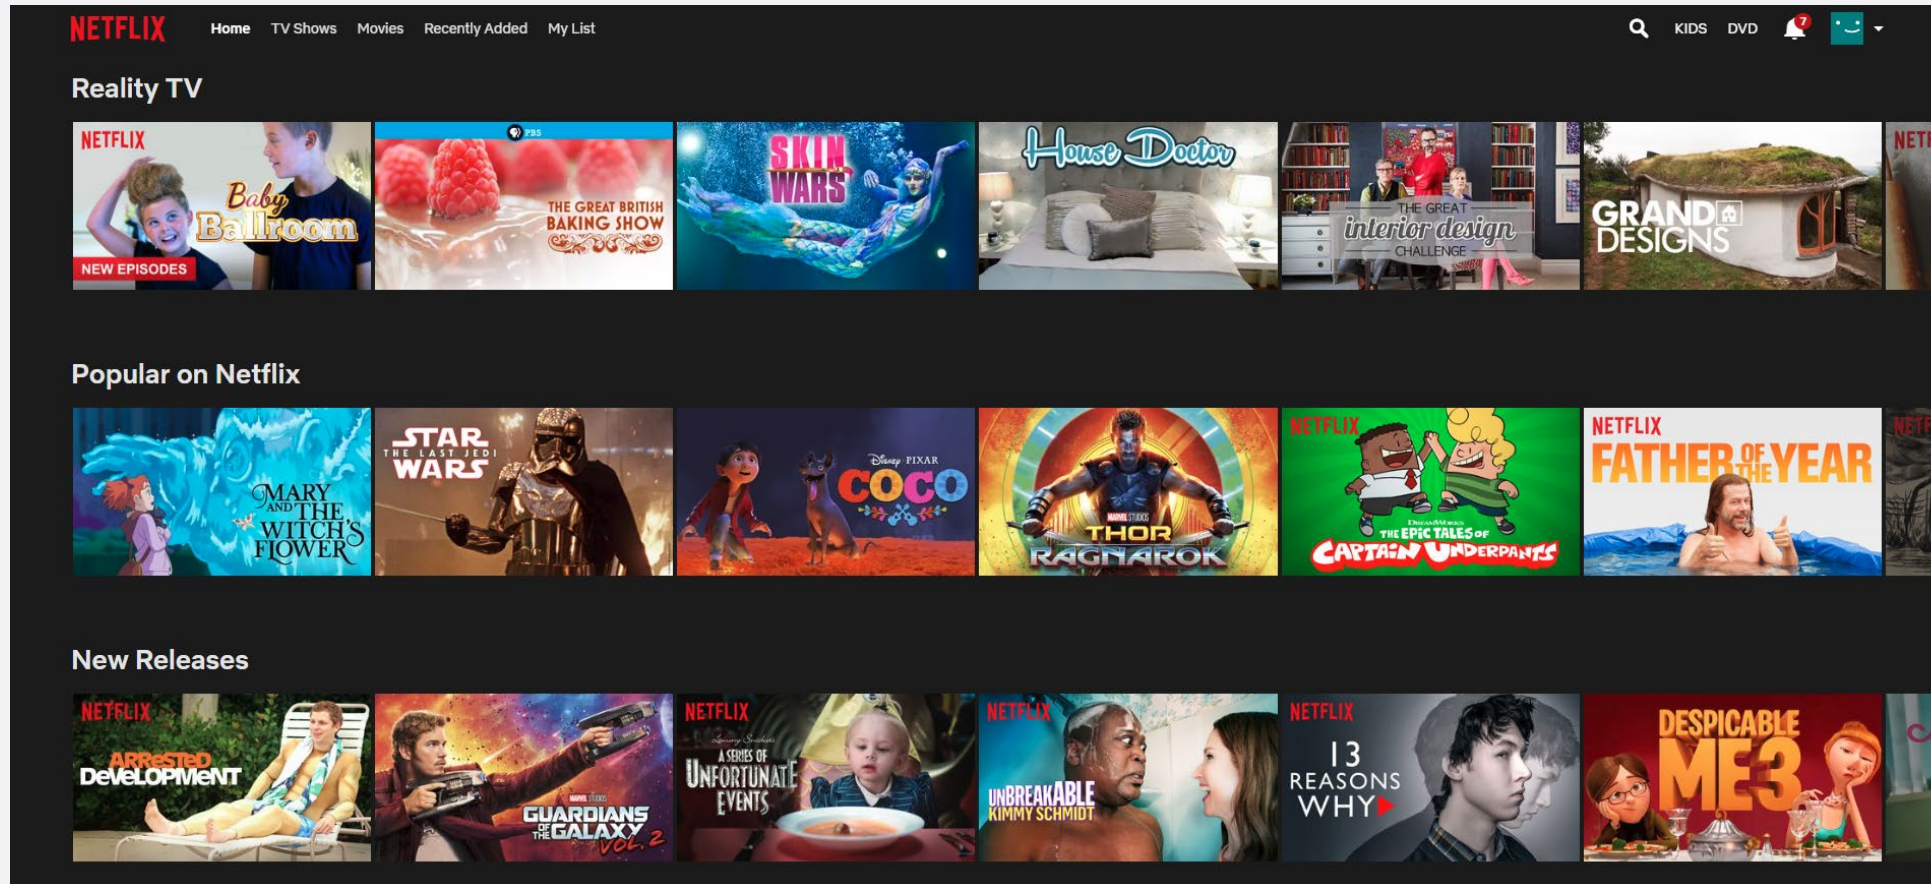 NETFLIX Home TV Shows Movies Recently Added My List KIDS DVD 7
Reality TV
NETFLIX
Baby
Ballroom
NEW EPISODES
PBS
THE GREAT BRITISH
BAKING SHOW
SKIN
WARS
House Doctor
THE GREAT
interior design
CHALLENGE
GRAND
DESIGNS
NETF
Popular on Netflix
MARY
AND THE
WITCH'S
FLOWER
STAR
THE LAST JEDI
WARS
Disney PIXAR
COCO
MARVEL STUDIOS
THOR
RAGNAROK
NETFLIX
DREAMWORKS
THE EPIC TALES OF
CAPTAIN UNDERPANTS
NETFLIX
FATHER OF THE YEAR
NETF
New Releases
NETFLIX
ARRESTED
DEVELOPMENT
MARVEL STUDIOS
GUARDIANS
OF THE GALAXY
VOL. 2
NETFLIX
Lemony Snicket's
A SERIES OF
UNFORTUNATE
EVENTS
NETFLIX
UNBREAKABLE
KIMMY SCHMIDT
NETFLIX
13
REASONS
WHY
DESPICABLE
ME3